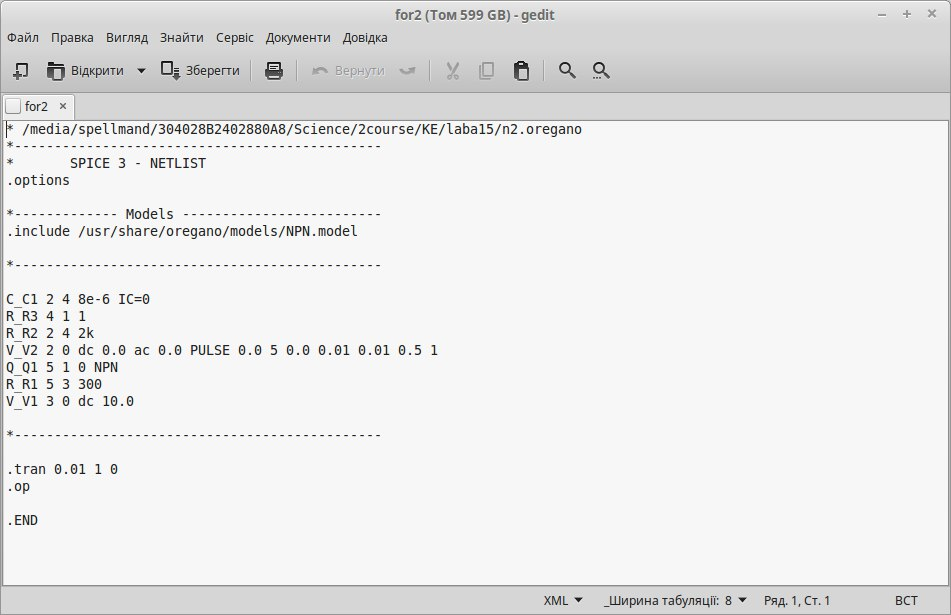 for2 (Том 599 GB) - gedit
Файл Правка Вигляд Знайти Сервіс Документи Довідка
Відкрити Зберегти Вернути
for2 ×
* /media/spellmand/304028B2402880A8/Science/2course/KE/laba15/n2.oregano
*----------------------------------------------
*       SPICE 3 - NETLIST
.options
*------------- Models -------------------------
.include /usr/share/oregano/models/NPN.model
*----------------------------------------------
C_C1 2 4 8e-6 IC=0
R_R3 4 1 1
R_R2 2 4 2k
V_V2 2 0 dc 0.0 ac 0.0 PULSE 0.0 5 0.0 0.01 0.01 0.5 1
Q_Q1 5 1 0 NPN
R_R1 5 3 300
V_V1 3 0 dc 10.0
*----------------------------------------------
.tran 0.01 1 0
.op
.END
XML _Ширина табуляції: 8 Ряд. 1, Ст. 1 ВСТ